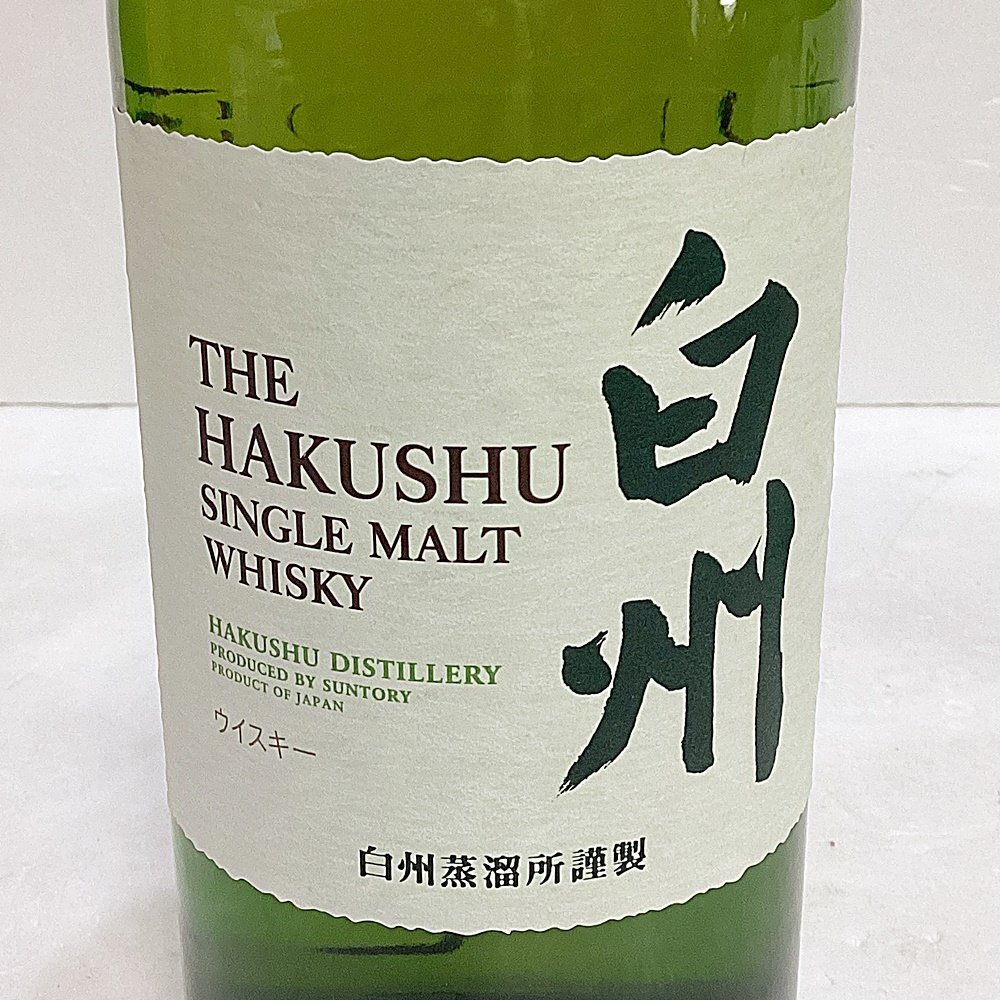 THE
HAKUSHU
SINGLE MALT
WHISKY
HAKUSHU DISTILLERY
PRODUCED BY SUNTORY
PRODUCT OF JAPAN
ウイスキー
白州
白州蒸溜所謹製